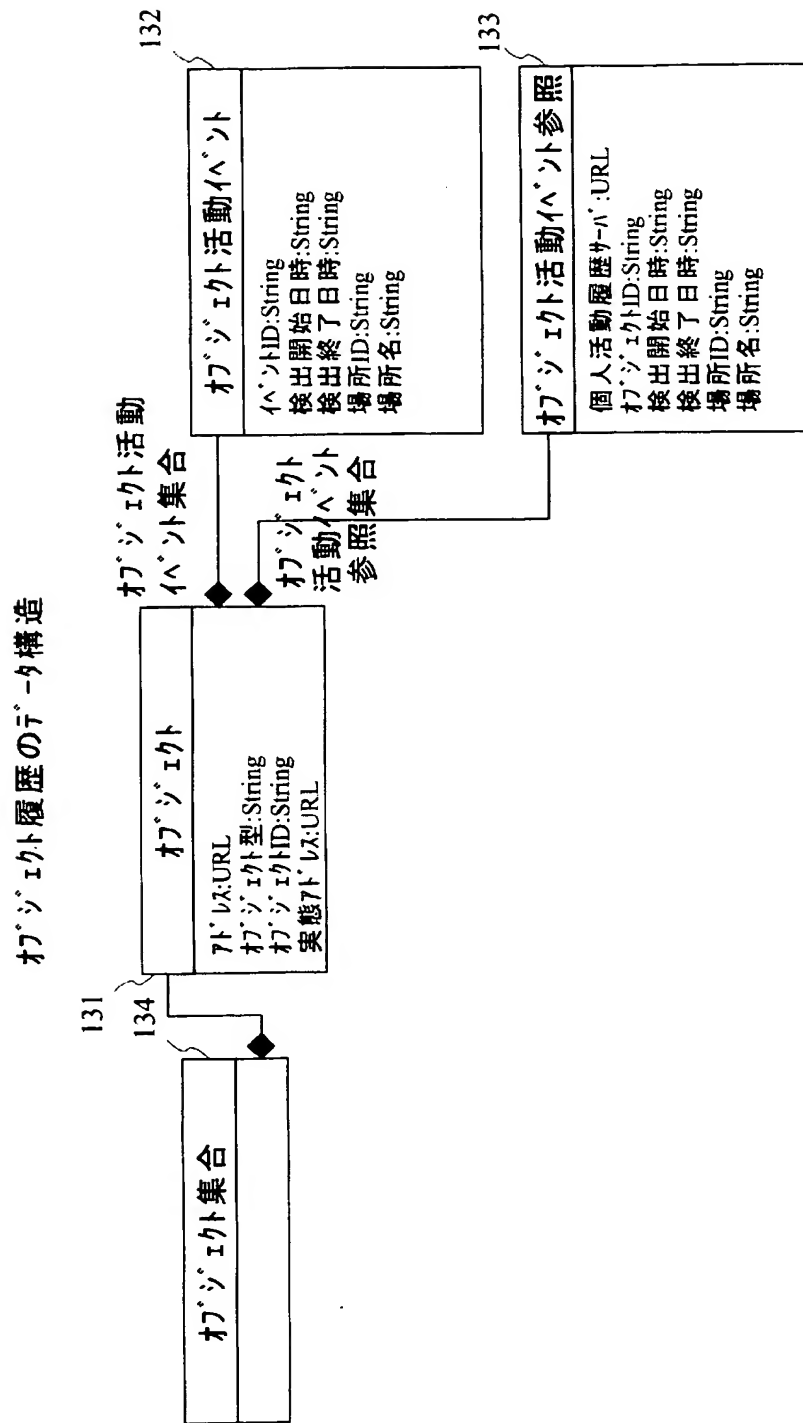 オブジェクト履歴のデータ構造
134
オブジェクト集合
131
オブジェクト
アドレス:URL
オブジェクト型:String
オブジェクトID:String
実態アドレス:URL
オブジェクト活動
イベント集合
オブジェクト
活動イベント
参照集合
132
オブジェクト活動イベント
イベントID:String
検出開始日時:String
検出終了日時:String
場所ID:String
場所名:String
133
オブジェクト活動イベント参照
個人活動履歴サーバ:URL
オブジェクトID:String
検出開始日時:String
検出終了日時:String
場所ID:String
場所名:String